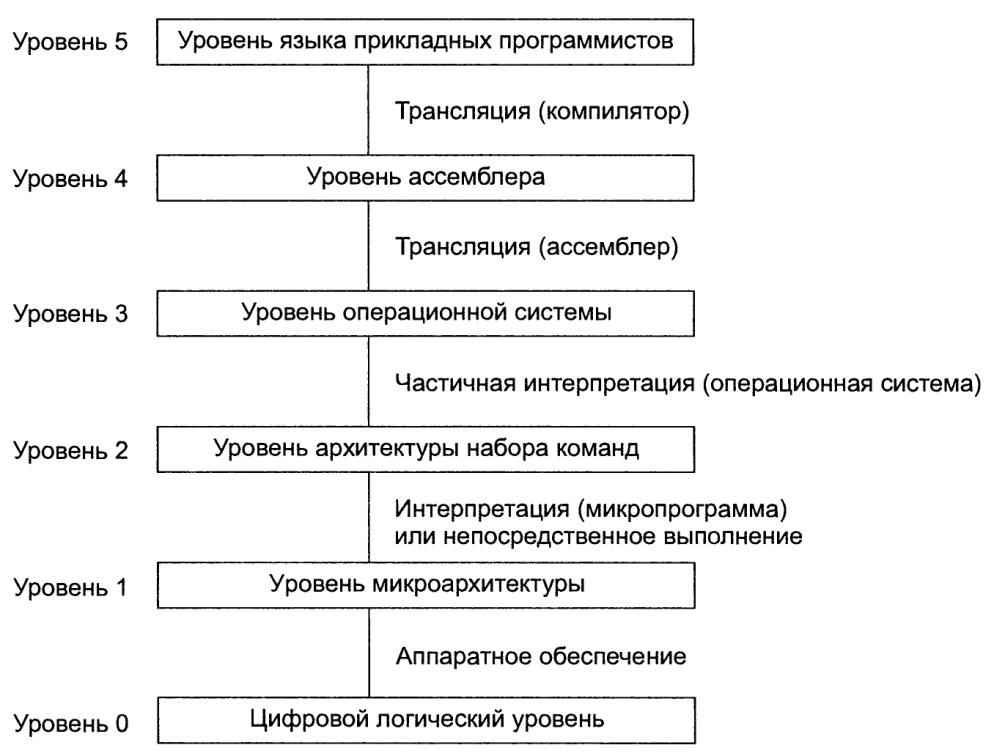 Уровень 5 Уровень языка прикладных программистов
Трансляция (компилятор)
Уровень 4 Уровень ассемблера
Трансляция (ассемблер)
Уровень 3 Уровень операционной системы
Частичная интерпретация (операционная система)
Уровень 2 Уровень архитектуры набора команд
Интерпретация (микропрограмма)
или непосредственное выполнение
Уровень 1 Уровень микроархитектуры
Аппаратное обеспечение
Уровень 0 Цифровой логический уровень